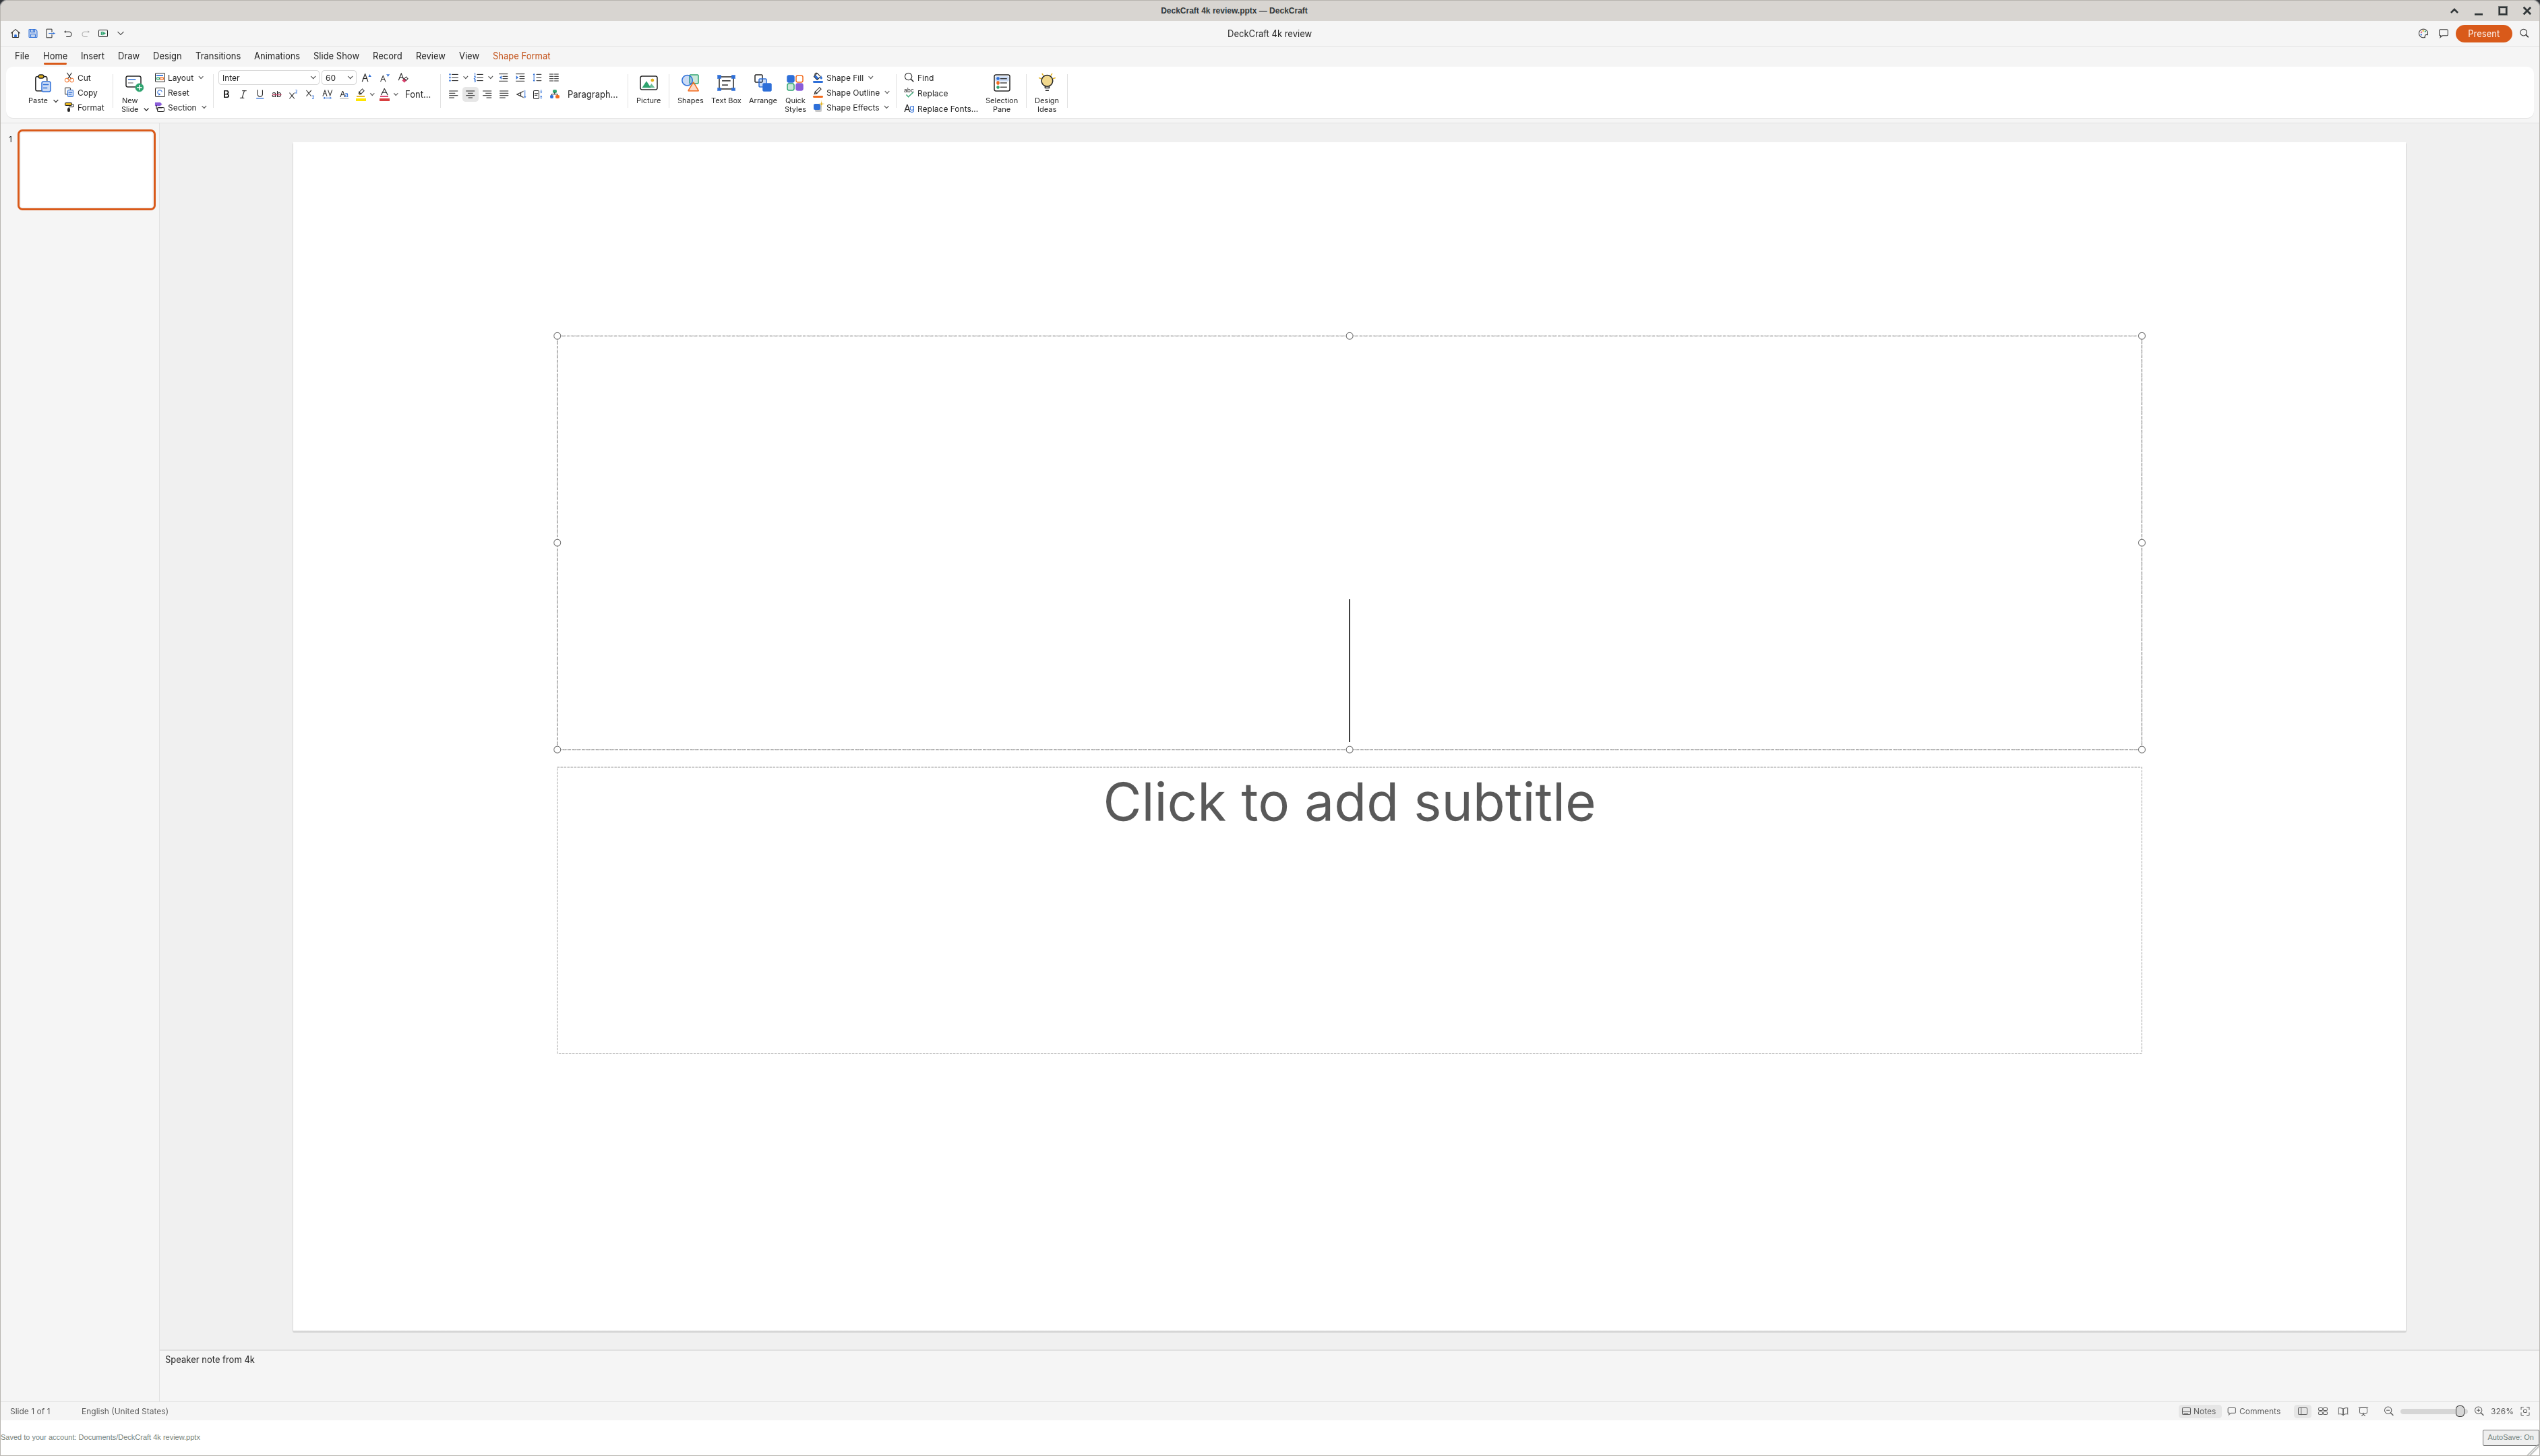 DeckCraft 4k review.pptx — DeckCraft
DeckCraft 4k review
Present
File Home Insert Draw Design Transitions Animations Slide Show Record Review View Shape Format
Paste
Cut
Copy
Format
New Slide
Layout
Reset
Section
Inter 60
Font...
Paragraph...
Picture
Shapes
Text Box
Arrange
Quick Styles
Shape Fill
Shape Outline
Shape Effects
Find
Replace
Replace Fonts...
Selection Pane
Design Ideas
1
Click to add subtitle
Speaker note from 4k
Slide 1 of 1 English (United States) Notes Comments 326%
Saved to your account: Documents/DeckCraft 4k review.pptx AutoSave: On